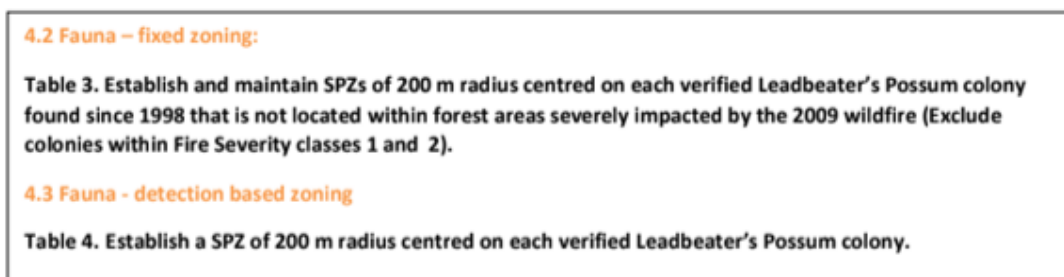 4.2 Fauna – fixed zoning:
Table 3. Establish and maintain SPZs of 200 m radius centred on each verified Leadbeater's Possum colony
found since 1998 that is not located within forest areas severely impacted by the 2009 wildfire (Exclude
colonies within Fire Severity classes 1 and 2).
4.3 Fauna - detection based zoning
Table 4. Establish a SPZ of 200 m radius centred on each verified Leadbeater's Possum colony.